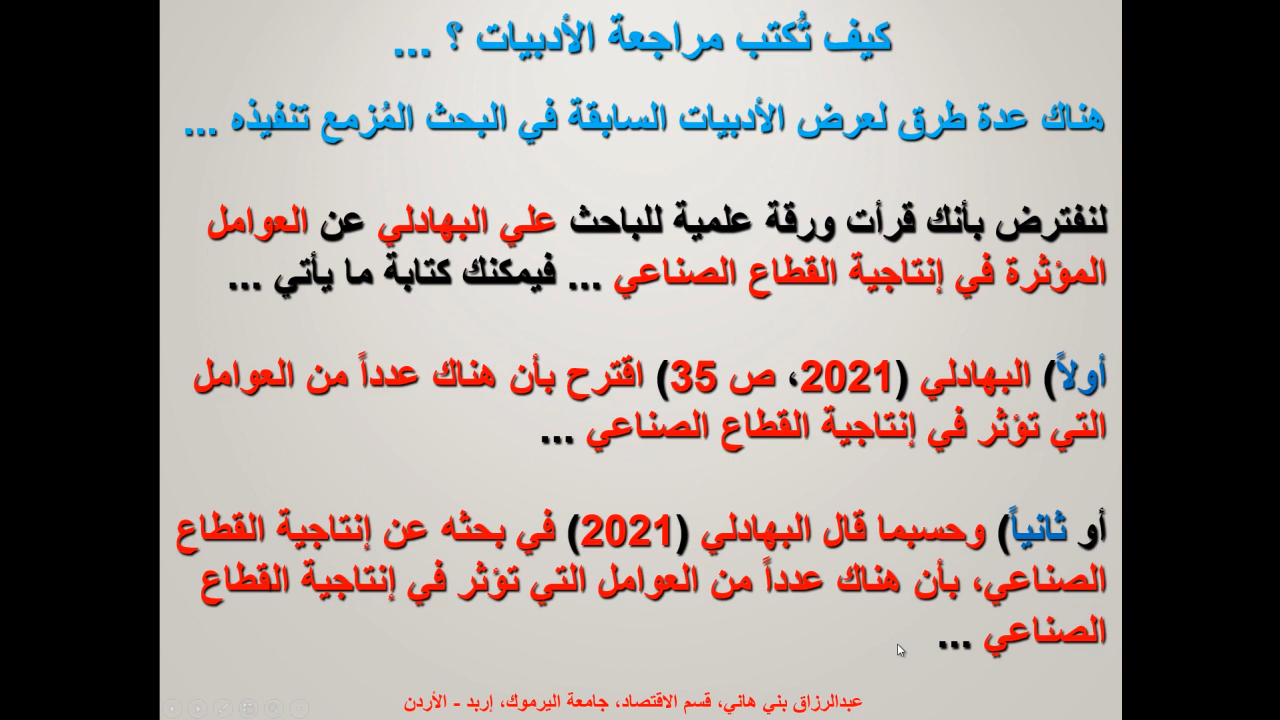 كيف تُكتب مراجعة الأدبيات ؟ ...
هناك عدة طرق لعرض الأدبيات السابقة في البحث المُزمع تنفيذه ...
لنفترض بأنك قرأت ورقة علمية للباحث علي البهادلي عن العوامل
المؤثرة في إنتاجية القطاع الصناعي ... فيمكنك كتابة ما يأتي ...
أولاً) البهادلي (2021، ص 35) اقترح بأن هناك عدداً من العوامل
التي تؤثر في إنتاجية القطاع الصناعي ...
أو ثانياً) وحسبما قال البهادلي (2021) في بحثه عن إنتاجية القطاع
الصناعي، بأن هناك عدداً من العوامل التي تؤثر في إنتاجية القطاع
الصناعي ...
عبدالرزاق بني هاني، قسم الاقتصاد، جامعة اليرموك، إربد - الأردن